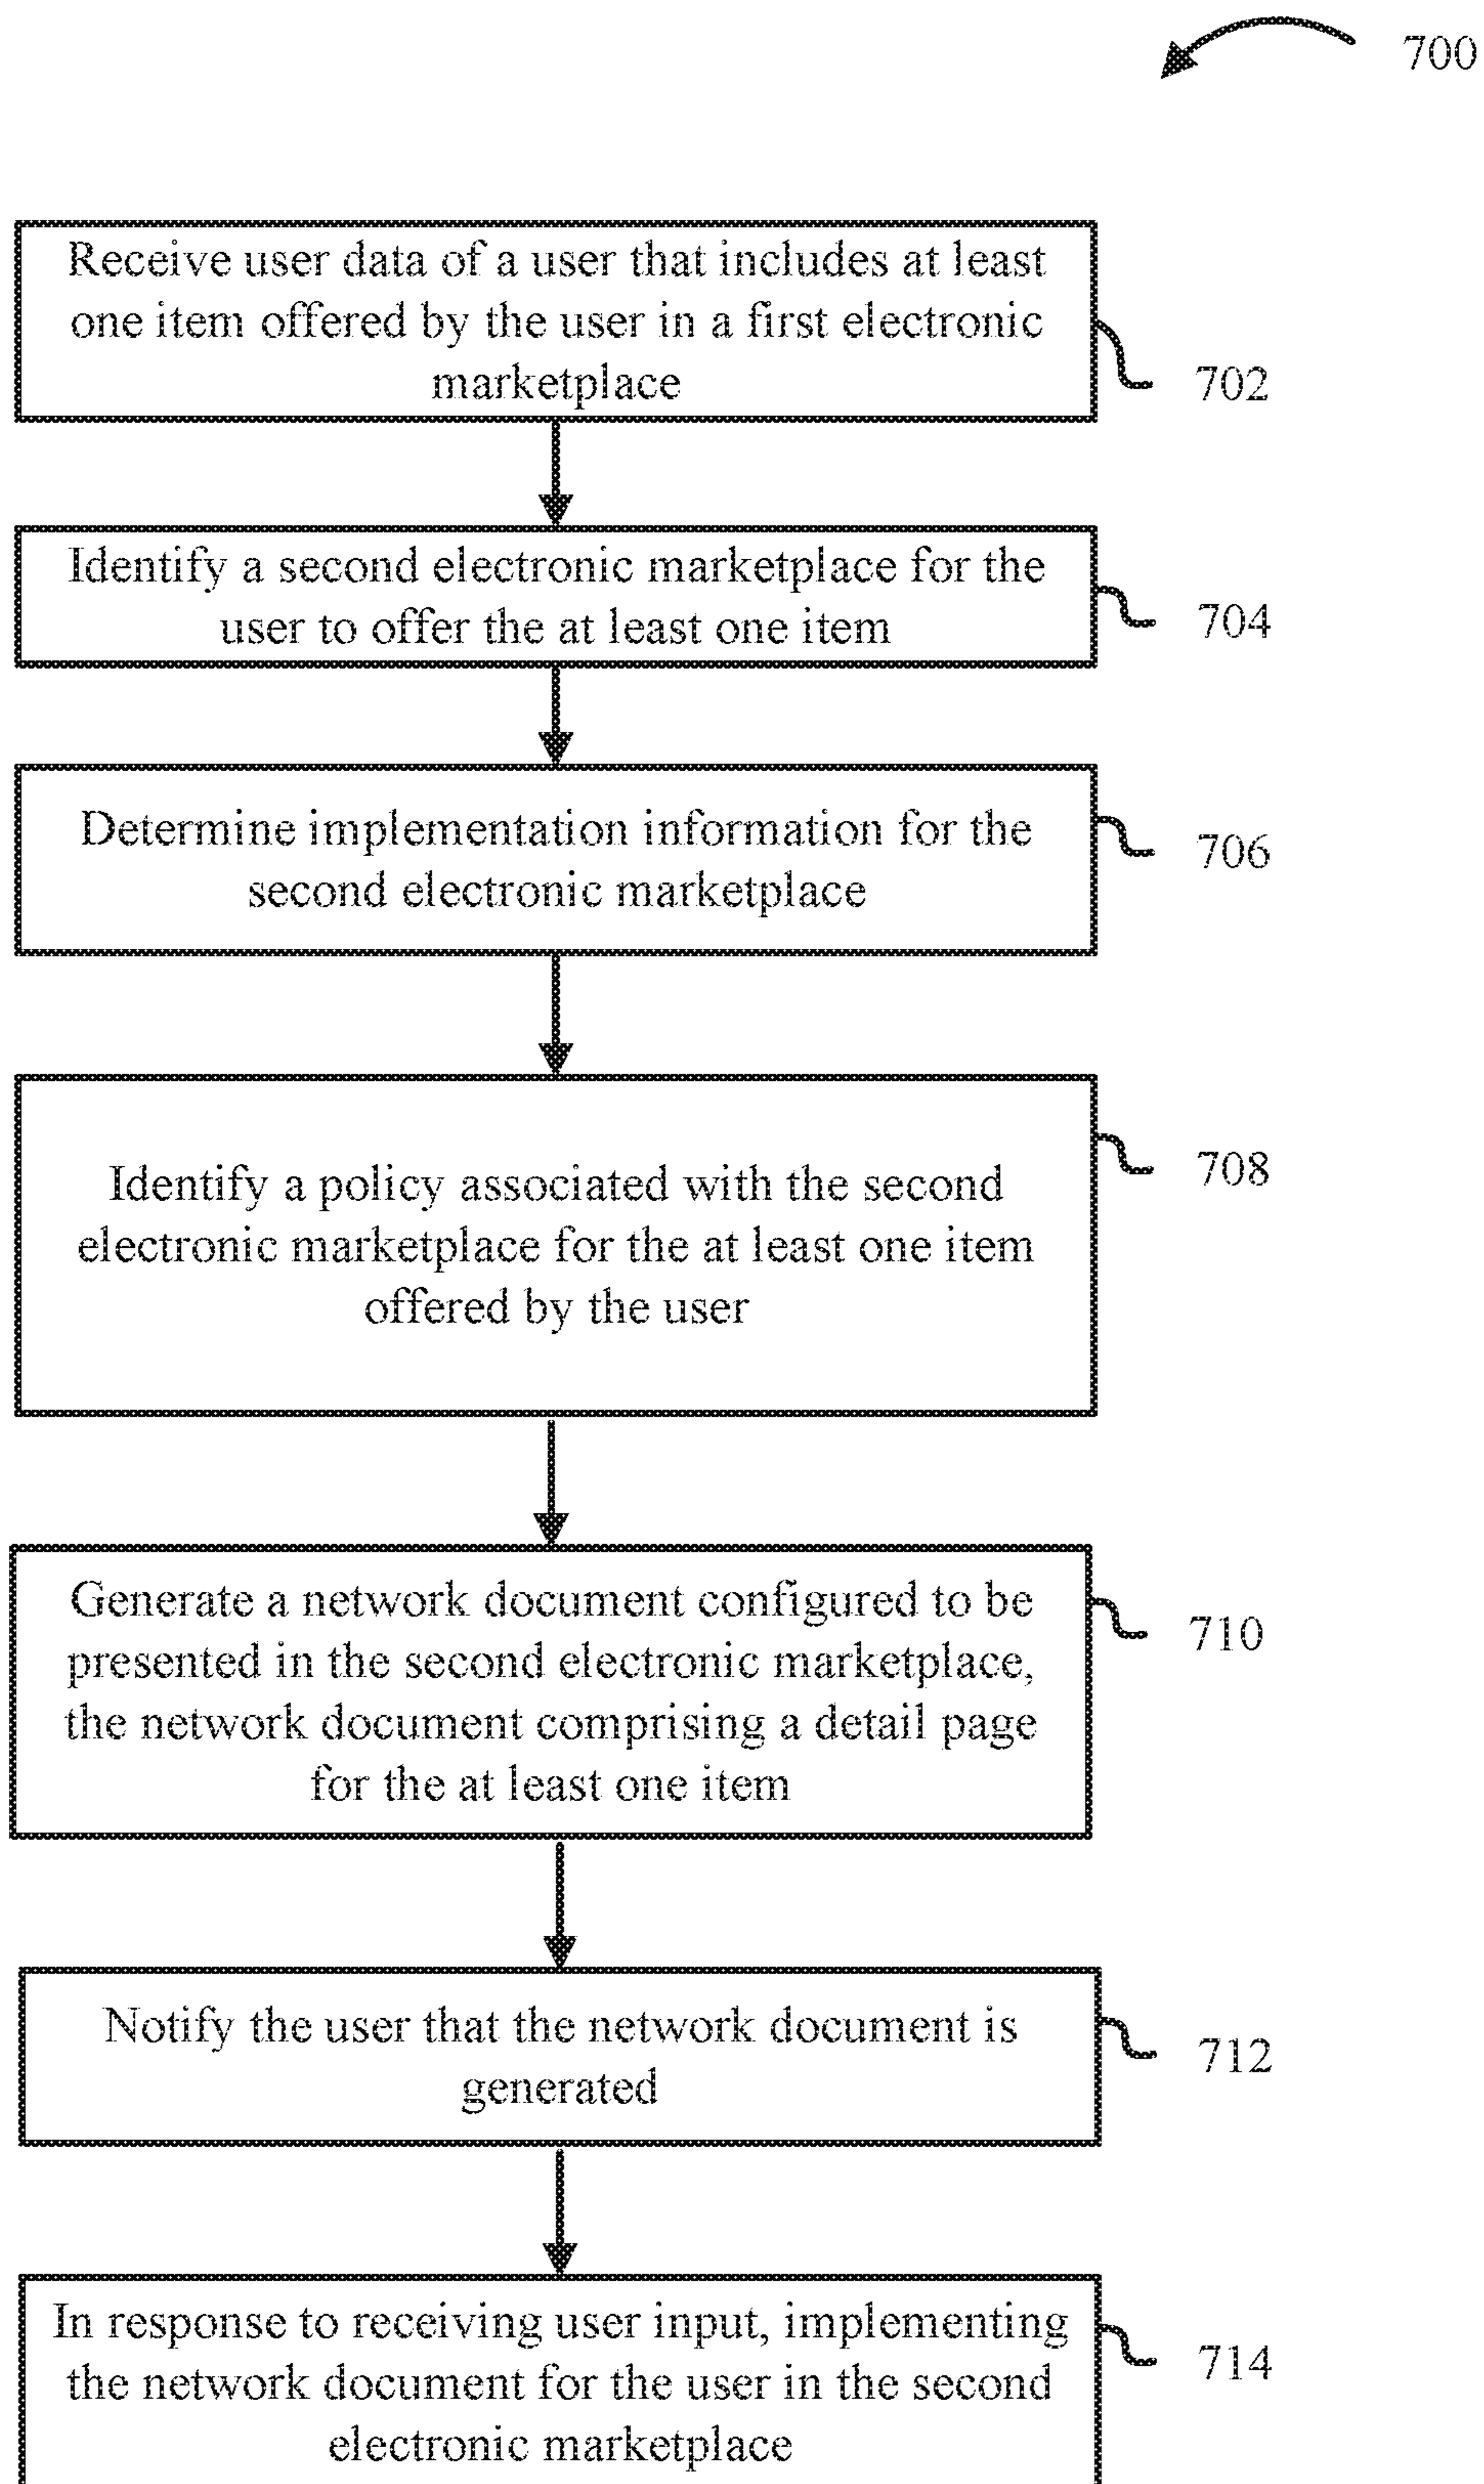 700
Receive user data of a user that includes at least
one item offered by the user in a first electronic
marketplace
702
Identify a second electronic marketplace for the
user to offer the at least one item
704
Determine implementation information for the
second electronic marketplace
706
Identify a policy associated with the second
electronic marketplace for the at least one item
offered by the user
708
Generate a network document configured to be
presented in the second electronic marketplace,
the network document comprising a detail page
for the at least one item
710
Notify the user that the network document is
generated
712
In response to receiving user input, implementing
the network document for the user in the second
electronic marketplace
714